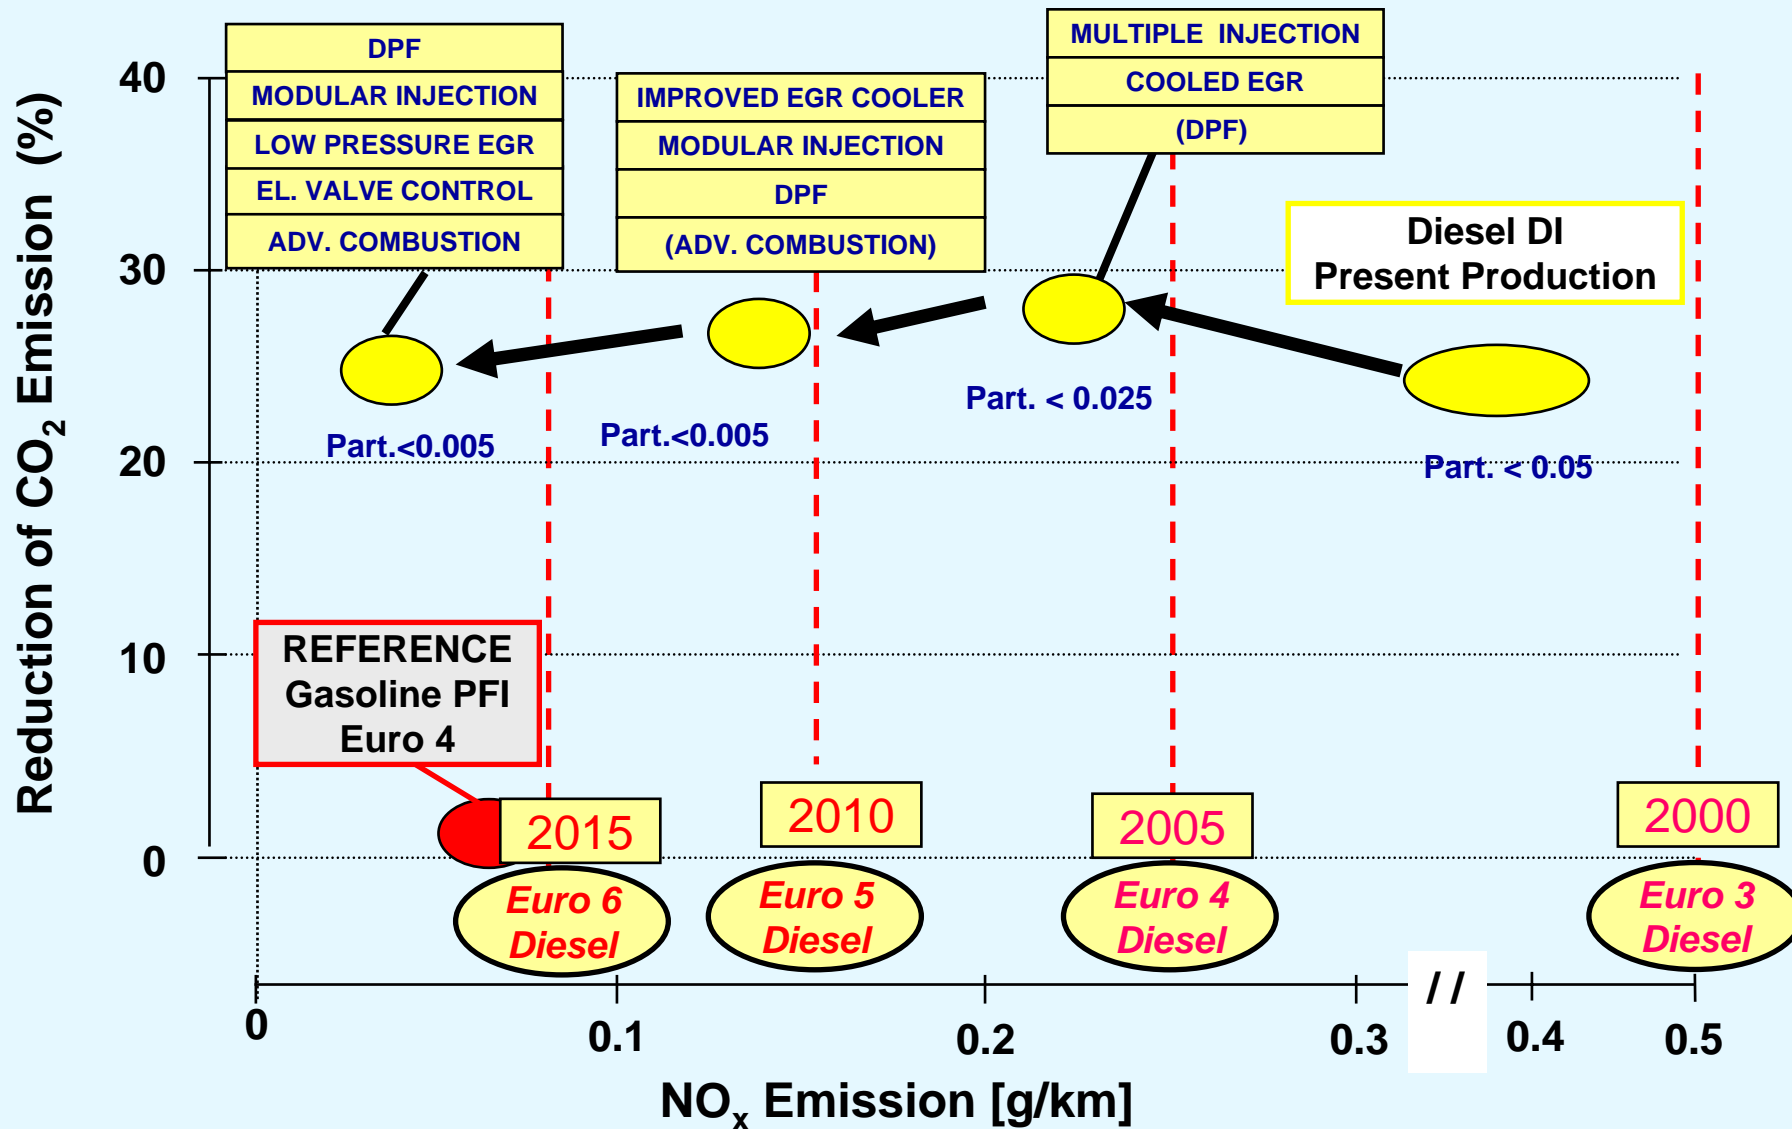 Reduction of CO2 Emission (%)
40
30
20
10
0
DPF
MODULAR INJECTION
LOW PRESSURE EGR
EL. VALVE CONTROL
ADV. COMBUSTION
IMPROVED EGR COOLER
MODULAR INJECTION
DPF
(ADV. COMBUSTION)
MULTIPLE INJECTION
COOLED EGR
(DPF)
Diesel DI
Present Production
Part.<0.005
Part.<0.005
Part. < 0.025
Part. < 0.05
REFERENCE
Gasoline PFI
Euro 4
2015
2010
2005
2000
Euro 6
Diesel
Euro 5
Diesel
Euro 4
Diesel
Euro 3
Diesel
//
0
0.1
0.2
0.3
0.4
0.5
NOx Emission [g/km]